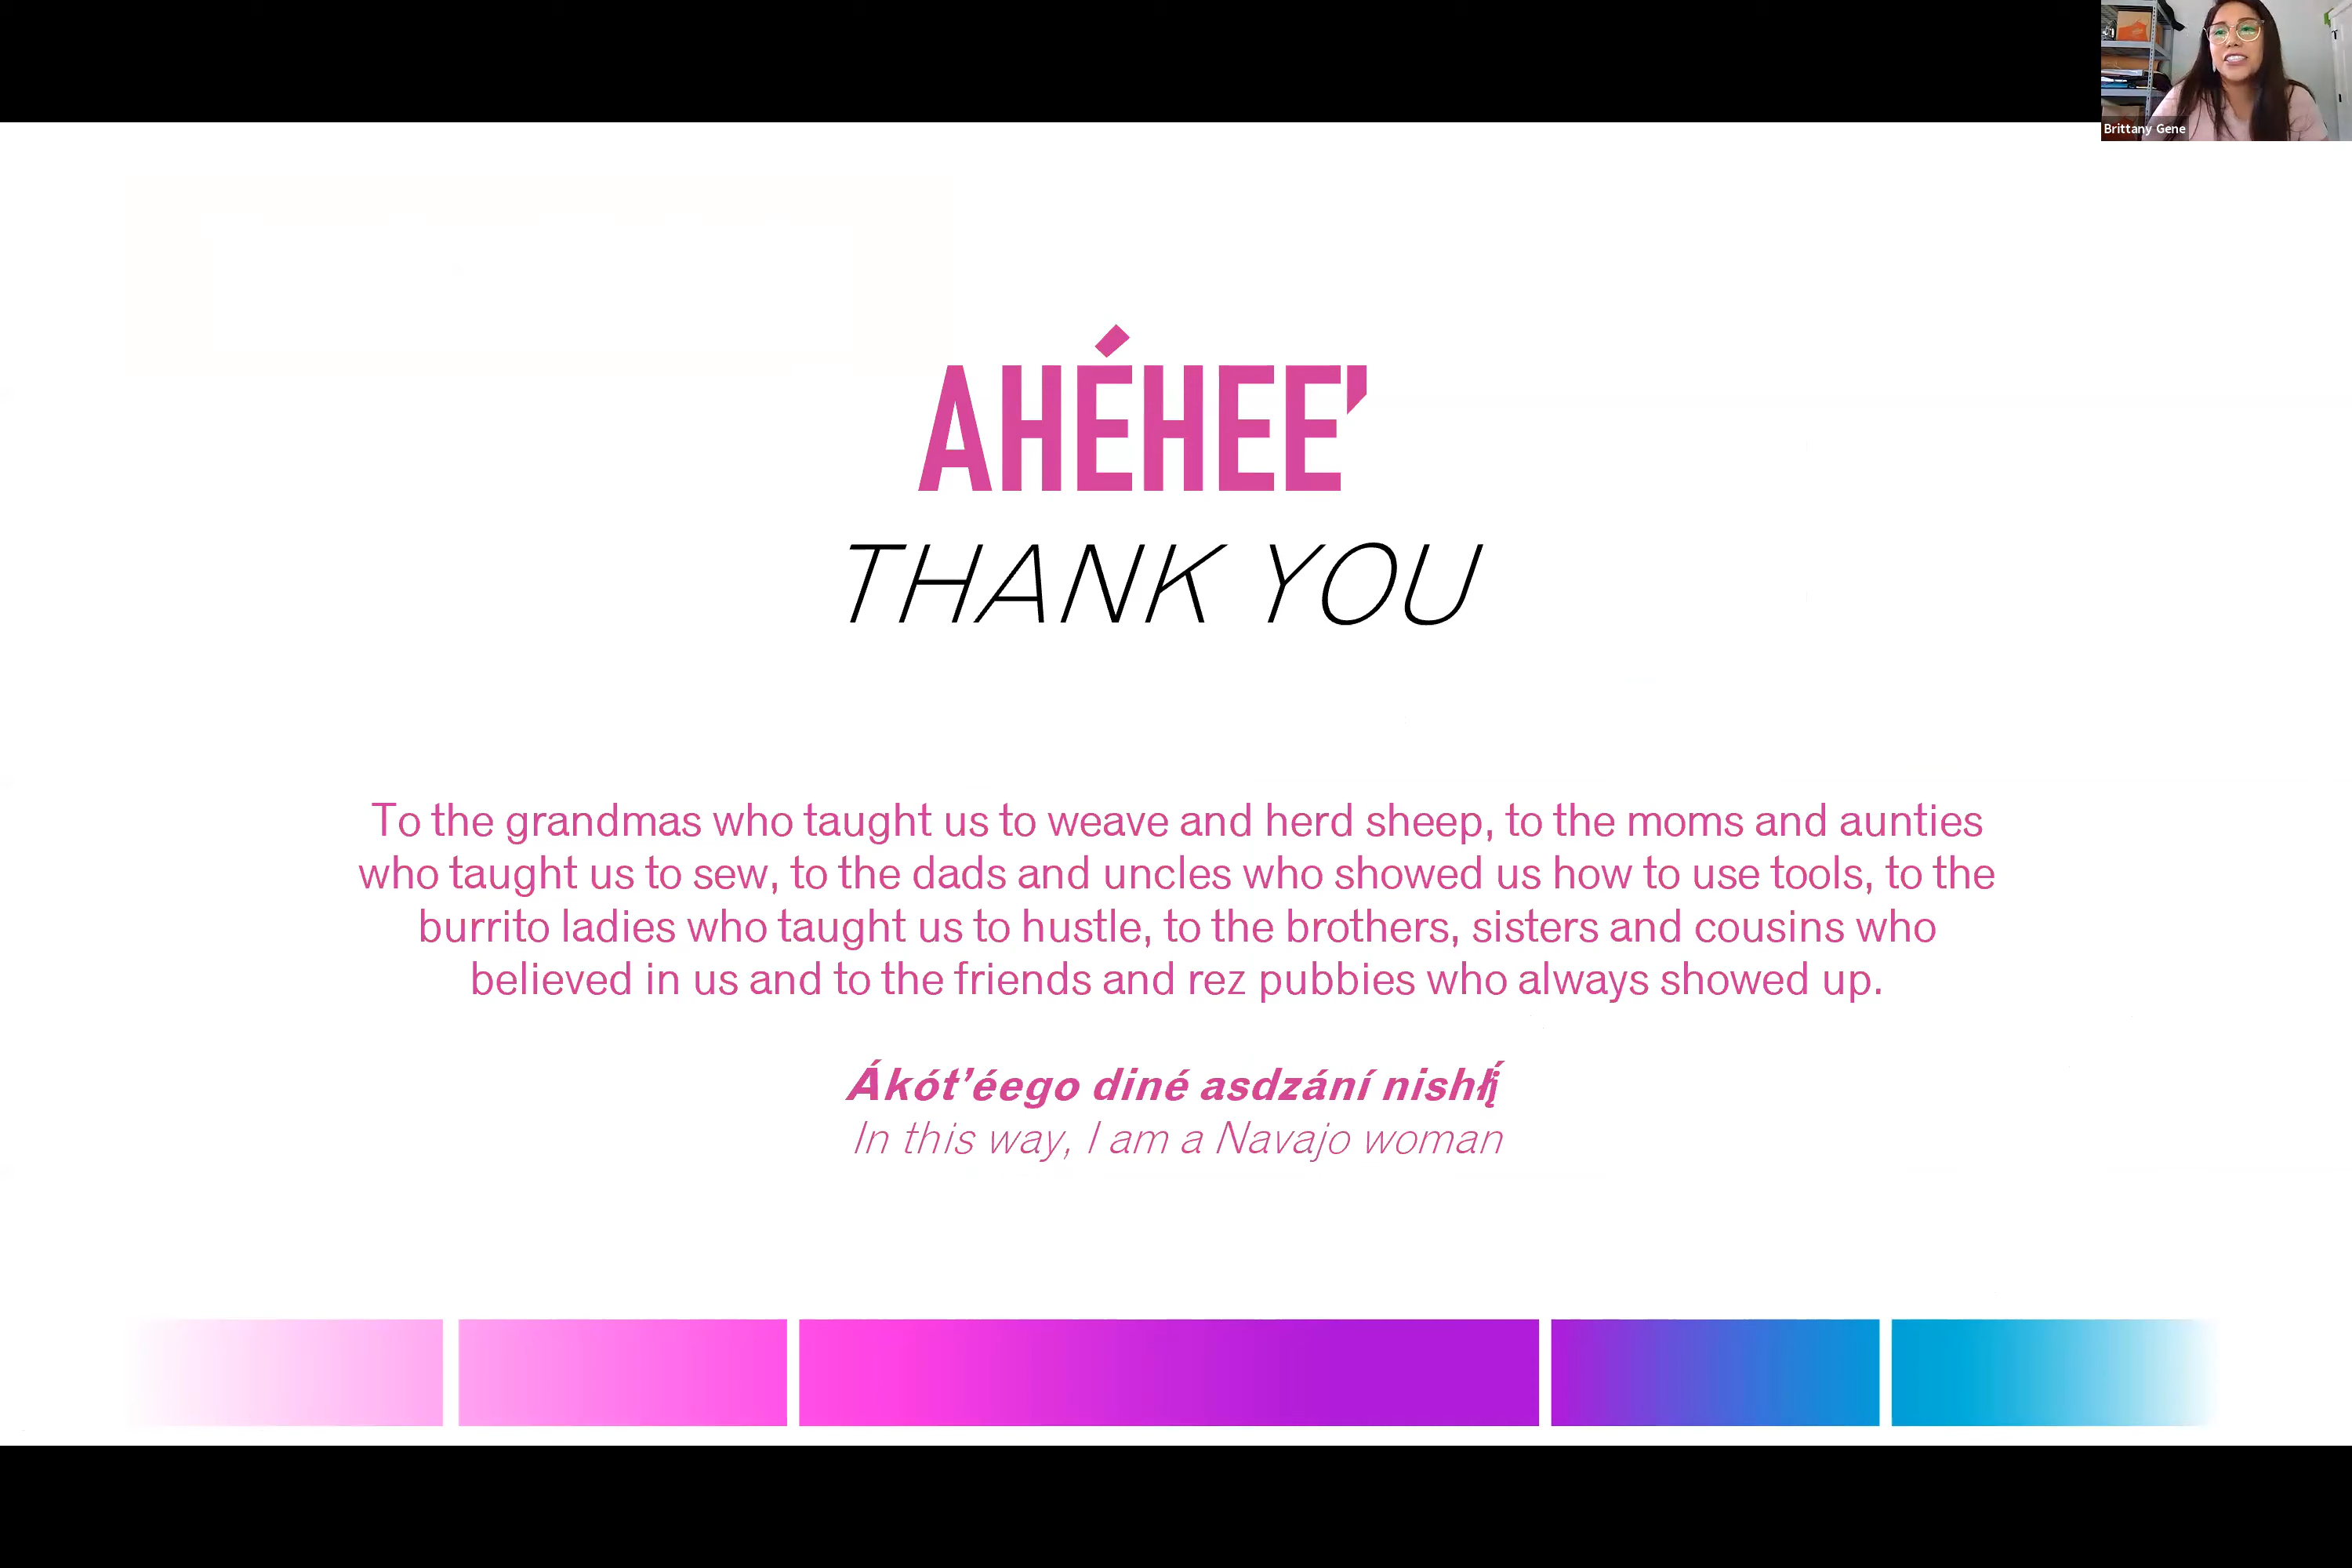 Brittany Gene
AHÉHEE'
THANK YOU
To the grandmas who taught us to weave and herd sheep, to the moms and aunties
who taught us to sew, to the dads and uncles who showed us how to use tools, to the
burrito ladies who taught us to hustle, to the brothers, sisters and cousins who
believed in us and to the friends and rez pubbies who always showed up.
Ákót'éego diné asdzání nishłį́
In this way, I am a Navajo woman